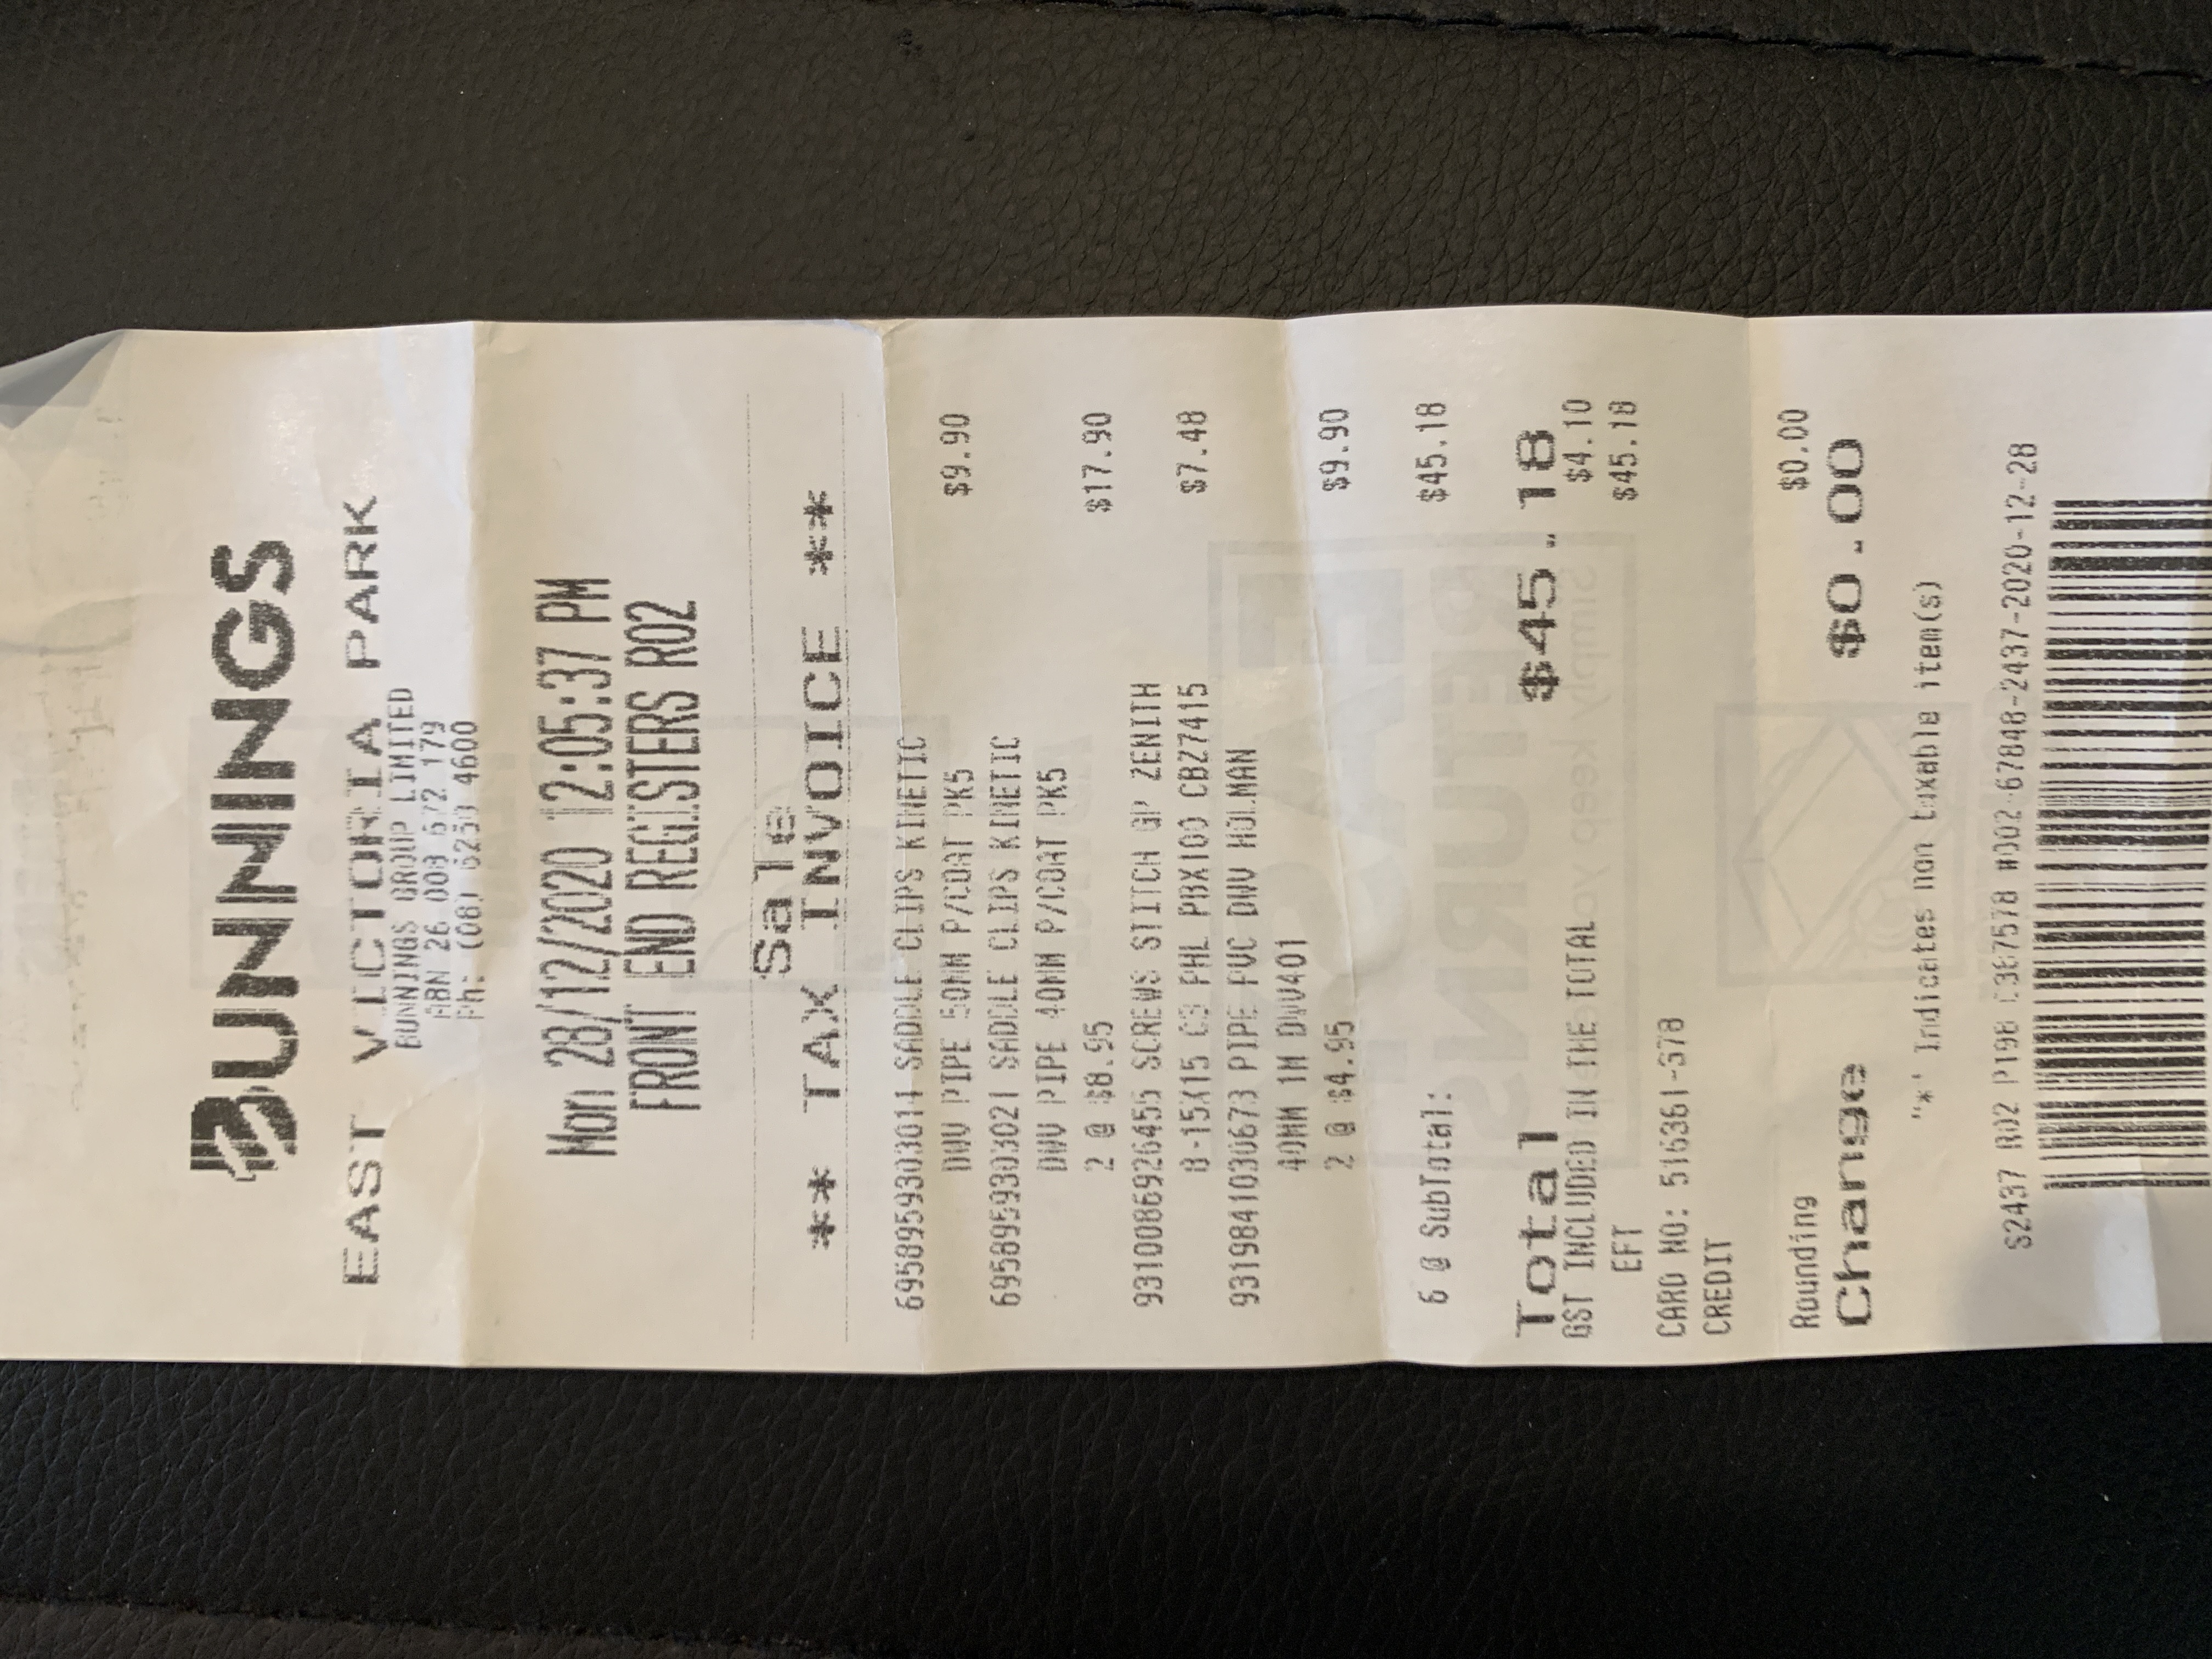 BUNNINGS
EAST VICTORIA PARK
BUNNINGS GROUP LIMITED
ABN 26 008 672 179
Ph: (08) 6250 4600
Mon 28/12/2020 12:05:37 PM
FRONT END REGISTERS R02
Sale
** TAX INVOICE **
6958959303014 SADDLE CLIPS KINETIC
DWV PIPE 50MM P/COAT PK5 $9.90
6958959303021 SADDLE CLIPS KINETIC
DWV PIPE 40MM P/COAT PK5
2 @ $8.95 $17.90
9310086926455 SCREWS STITCH GP ZENITH
8-15X15 C3 PHL PBX100 CBZ7415 $7.48
9319841030673 PIPE PVC DWV HOLMAN
40MM 1M DWV401
2 @ $4.95 $9.90
6 @ SubTotal: $45.18
Total $45.18
GST INCLUDED IN THE TOTAL $4.10
EFT $45.18
CARD NO: 516361-378
CREDIT
Rounding $0.00
Change $0.00
"*' Indicates non taxable item(s)
S2437 R02 P198 C387578 #002-67848-2437-2020-12-28